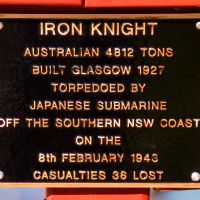 IRON KNIGHT
AUSTRALIAN 4812 TONS
BUILT GLASGOW 1927
TORPEDOED BY
JAPANESE SUBMARINE
OFF THE SOUTHERN NSW COAST
ON THE
8th FEBRUARY 1943
CASUALTIES 36 LOST